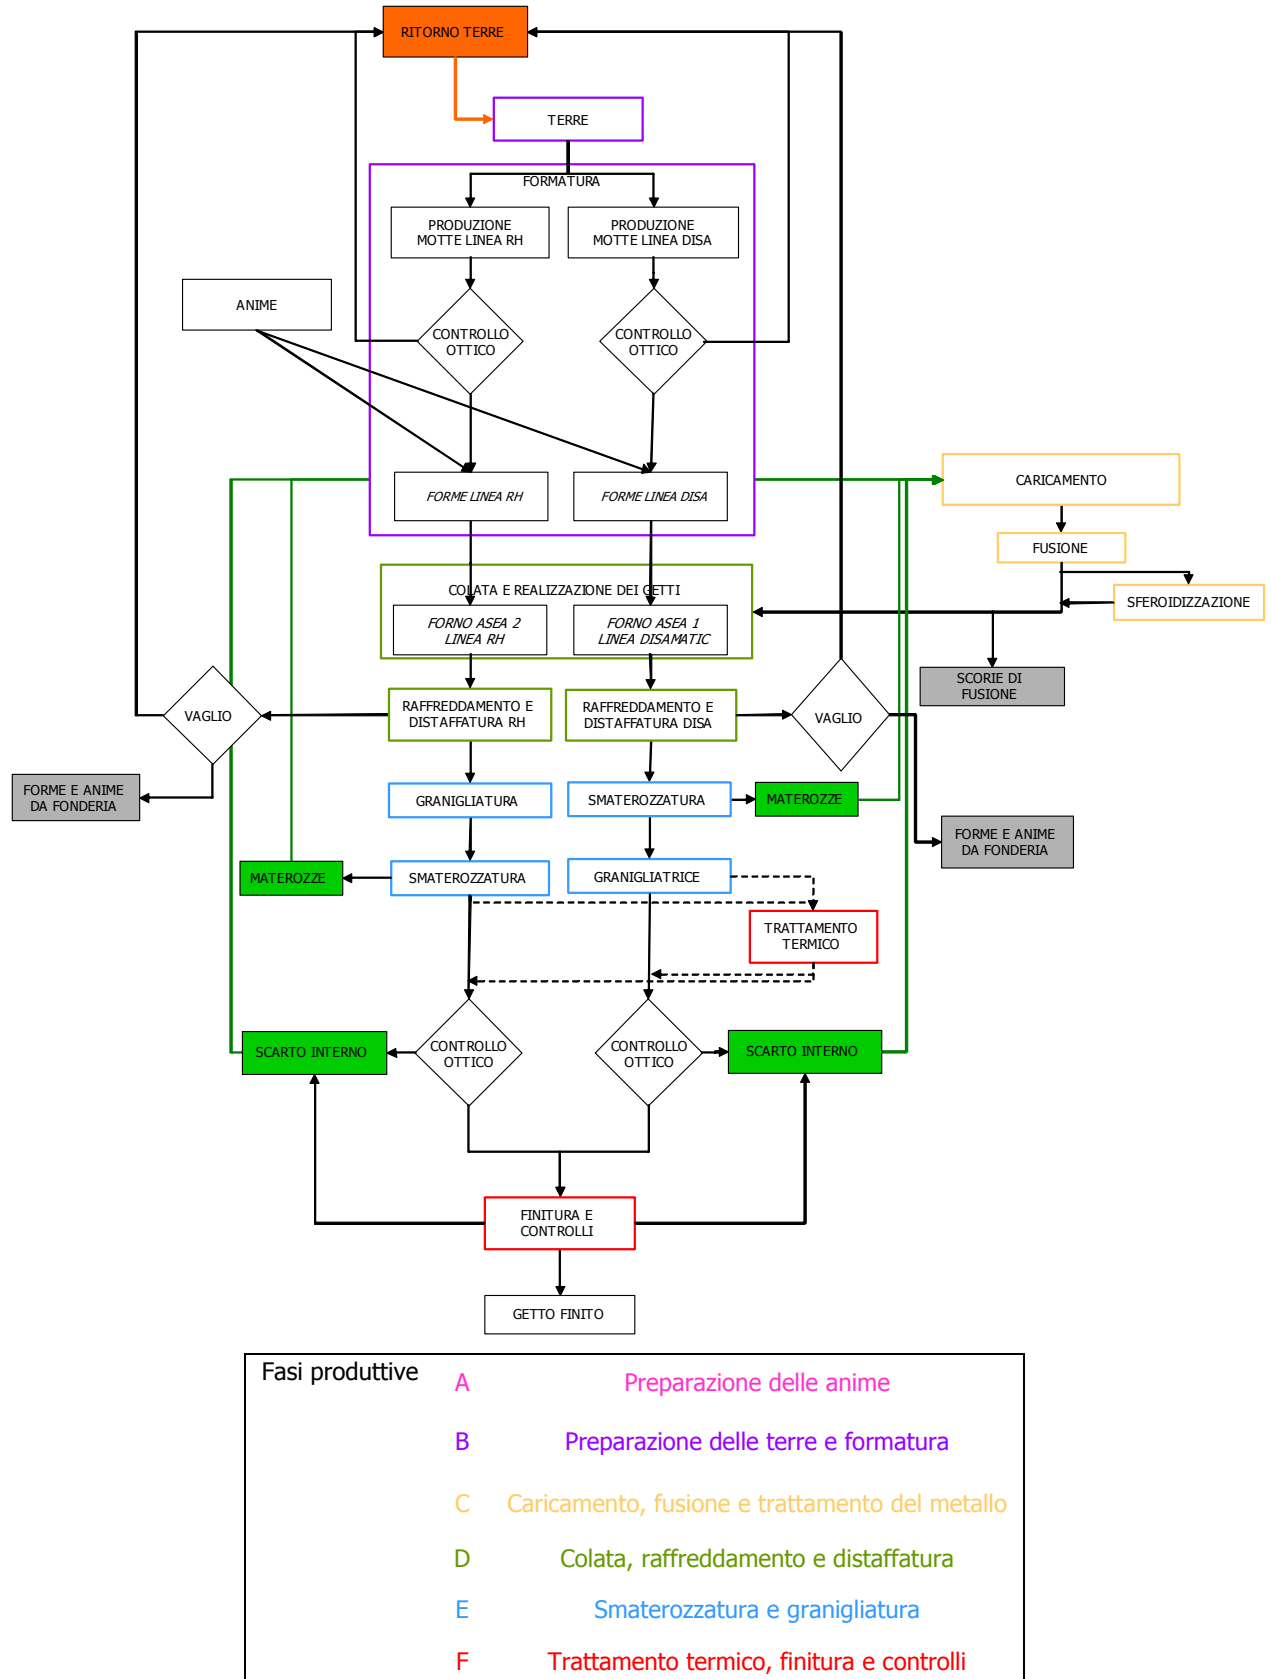 RITORNO TERRE
TERRE
FORMATURA
PRODUZIONE
MOTTE LINEA RH
PRODUZIONE
MOTTE LINEA DISA
ANIME
CONTROLLO
OTTICO
CONTROLLO
OTTICO
FORME LINEA RH
FORME LINEA DISA
CARICAMENTO
FUSIONE
SFEROIDIZZAZIONE
COLATA E REALIZZAZIONE DEI GETTI
FORNO ASEA 2
LINEA RH
FORNO ASEA 1
LINEA DISAMATIC
SCORIE DI
FUSIONE
VAGLIO
RAFFREDDAMENTO E
DISTAFFATURA RH
RAFFREDDAMENTO E
DISTAFFATURA DISA
VAGLIO
FORME E ANIME
DA FONDERIA
GRANIGLIATURA
SMATEROZZATURA
MATEROZZE
FORME E ANIME
DA FONDERIA
MATEROZZE
SMATEROZZATURA
GRANIGLIATRICE
TRATTAMENTO
TERMICO
SCARTO INTERNO
CONTROLLO
OTTICO
CONTROLLO
OTTICO
SCARTO INTERNO
FINITURA E
CONTROLLI
GETTO FINITO
Fasi produttive
A Preparazione delle anime
B Preparazione delle terre e formatura
C Caricamento, fusione e trattamento del metallo
D Colata, raffreddamento e distaffatura
E Smaterozzatura e granigliatura
F Trattamento termico, finitura e controlli